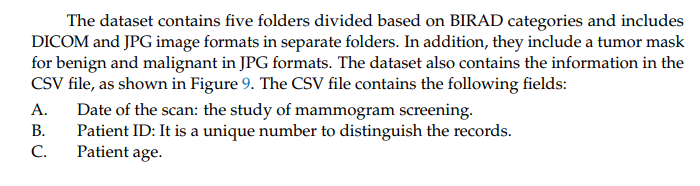 The dataset contains five folders divided based on BIRAD categories and includes
DICOM and JPG image formats in separate folders. In addition, they include a tumor mask
for benign and malignant in JPG formats. The dataset also contains the information in the
CSV file, as shown in Figure 9. The CSV file contains the following fields:
A. Date of the scan: the study of mammogram screening.
B. Patient ID: It is a unique number to distinguish the records.
C. Patient age.